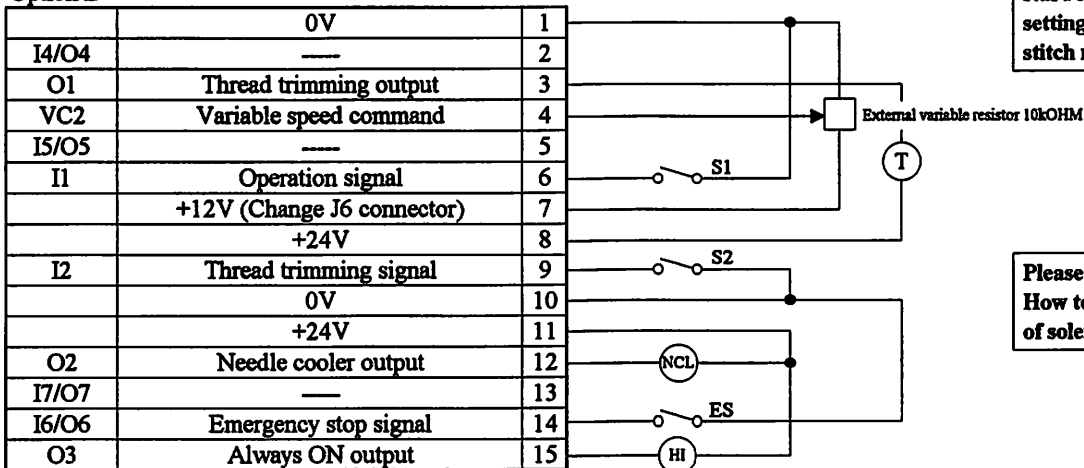 0V 1
I4/O4 ---- 2
O1 Thread trimming output 3
VC2 Variable speed command 4
External variable resistor 10kOHM
I5/O5 ---- 5
T
I1 Operation signal 6
S1
+12V (Change J6 connector) 7
+24V 8
I2 Thread trimming signal 9
S2
0V 10
+24V 11
O2 Needle cooler output 12
NCL
I7/O7 ---- 13
I6/O6 Emergency stop signal 14
ES
O3 Always ON output 15
HI
setting
stitch
Please
How to
of